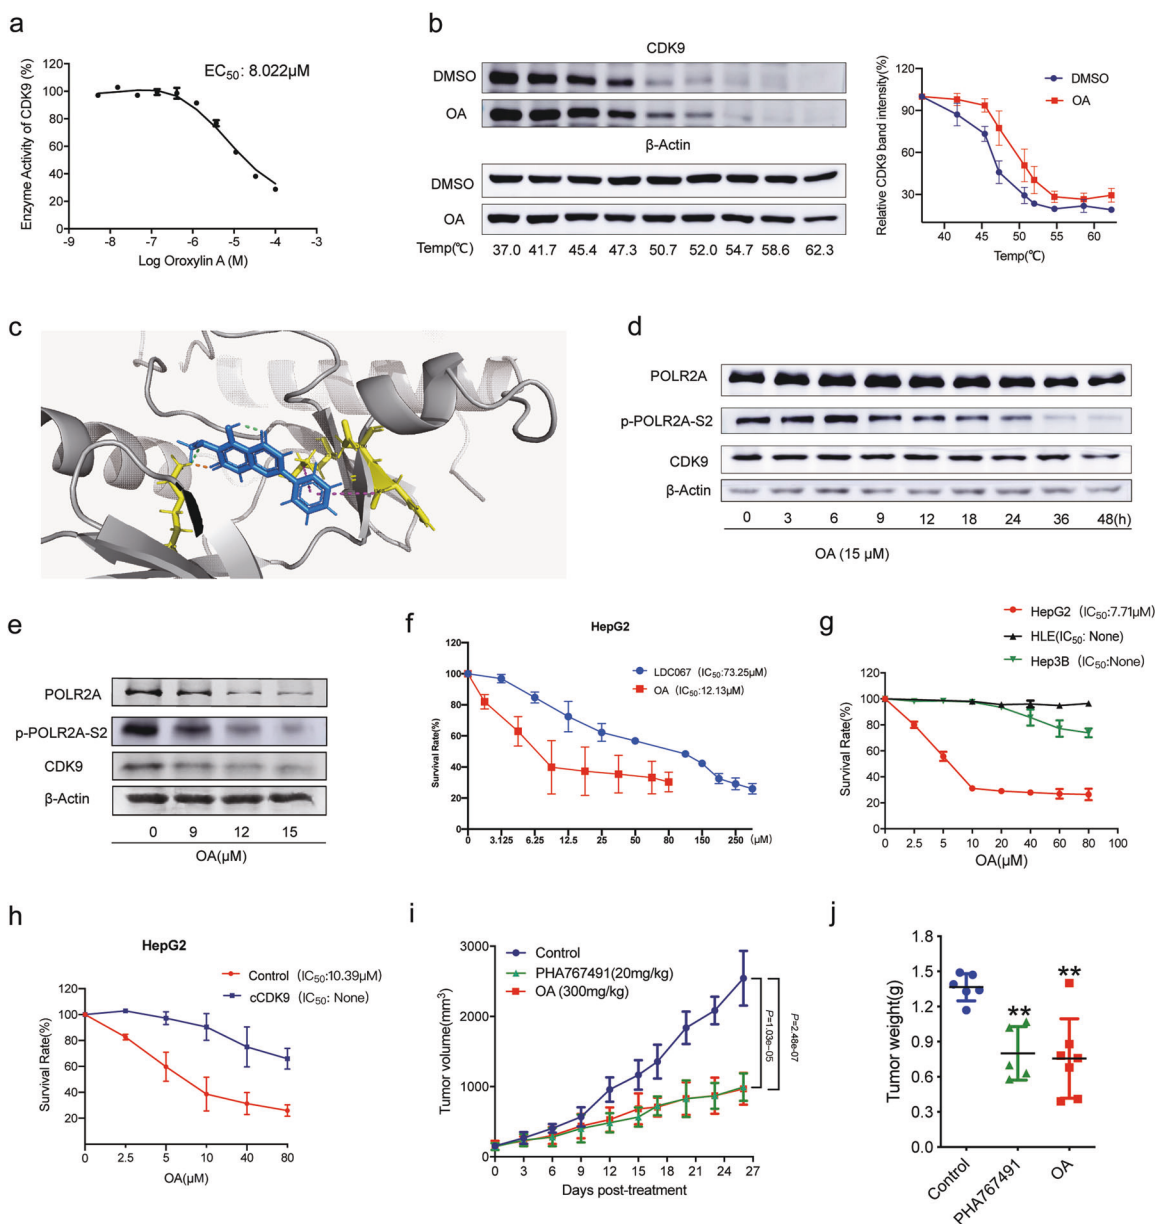 a
EC50: 8.022μM
Enzyme Activity of CDK9 (%)
120
100
80
60
40
20
0
-9 -8 -7 -6 -5 -4 -3
Log Oroxylin A (M)
b
CDK9
DMSO
OA
β-Actin
DMSO
OA
Temp(℃) 37.0 41.7 45.4 47.3 50.7 52.0 54.7 58.6 62.3
Relative CDK9 band intensity(%)
120
90
60
30
DMSO
OA
40 45 50 55 60
Temp(℃)
c
d
POLR2A
p-POLR2A-S2
CDK9
β-Actin
0 3 6 9 12 18 24 36 48(h)
OA (15 μM)
e
POLR2A
p-POLR2A-S2
CDK9
β-Actin
0 9 12 15
OA(μM)
f
HepG2
Survival Rate(%)
120
100
80
60
40
20
0
LDC067 (IC50:73.25μM)
OA (IC50:12.13μM)
0 3.125 6.25 12.5 25 50 80 150 250 (μM)
g
HepG2 (IC50:7.71μM)
HLE(IC50: None)
Hep3B (IC50:None)
Survival Rate(%)
120
100
80
60
40
20
0
0 2.5 5 10 20 40 60 80 100
OA(μM)
h
HepG2
Control (IC50:10.39μM)
cCDK9 (IC50: None)
Survival Rate(%)
120
100
80
60
40
20
0 2.5 5 10 40 80
OA(μM)
i
Tumor volume(mm³)
3000
2000
1000
0
Control
PHA767491(20mg/kg)
OA (300mg/kg)
P=1.03e-05
P=2.48e-07
0 3 6 9 12 15 18 21 24 27
Days post-treatment
j
Tumor weight(g)
1.8
1.5
1.2
0.9
0.6
0.3
0.0
**
**
Control
PHA767491
OA